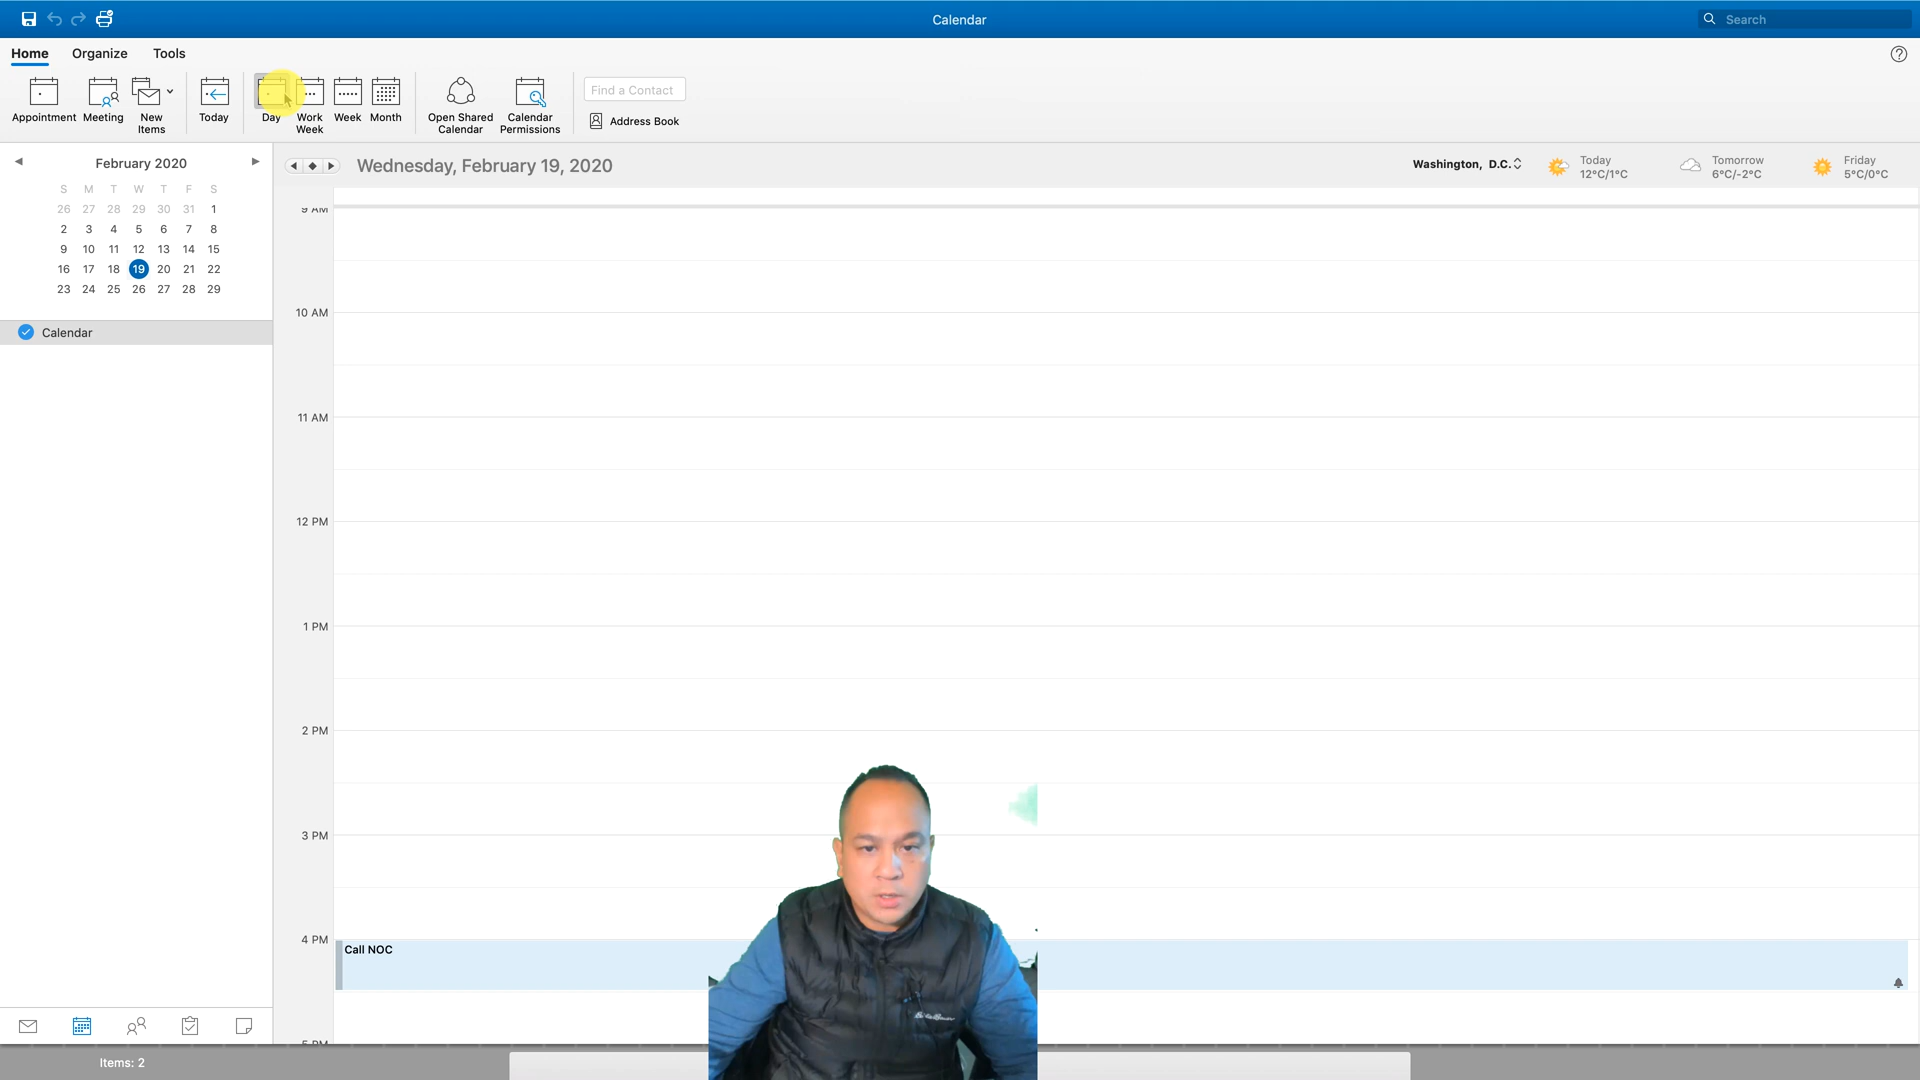 Calendar
Search
Home Organize Tools
Appointment Meeting New Items Today Day Work Week Week Month Open Shared Calendar Calendar Permissions
Find a Contact
Address Book
February 2020
S M T W T F S
26 27 28 29 30 31 1
2 3 4 5 6 7 8
9 10 11 12 13 14 15
16 17 18 19 20 21 22
23 24 25 26 27 28 29
Calendar
Wednesday, February 19, 2020
Washington, D.C.
Today
12°C/1°C
Tomorrow
6°C/-2°C
Friday
5°C/0°C
9 AM
10 AM
11 AM
12 PM
1 PM
2 PM
3 PM
4 PM
Call NOC
5 PM
Items: 2